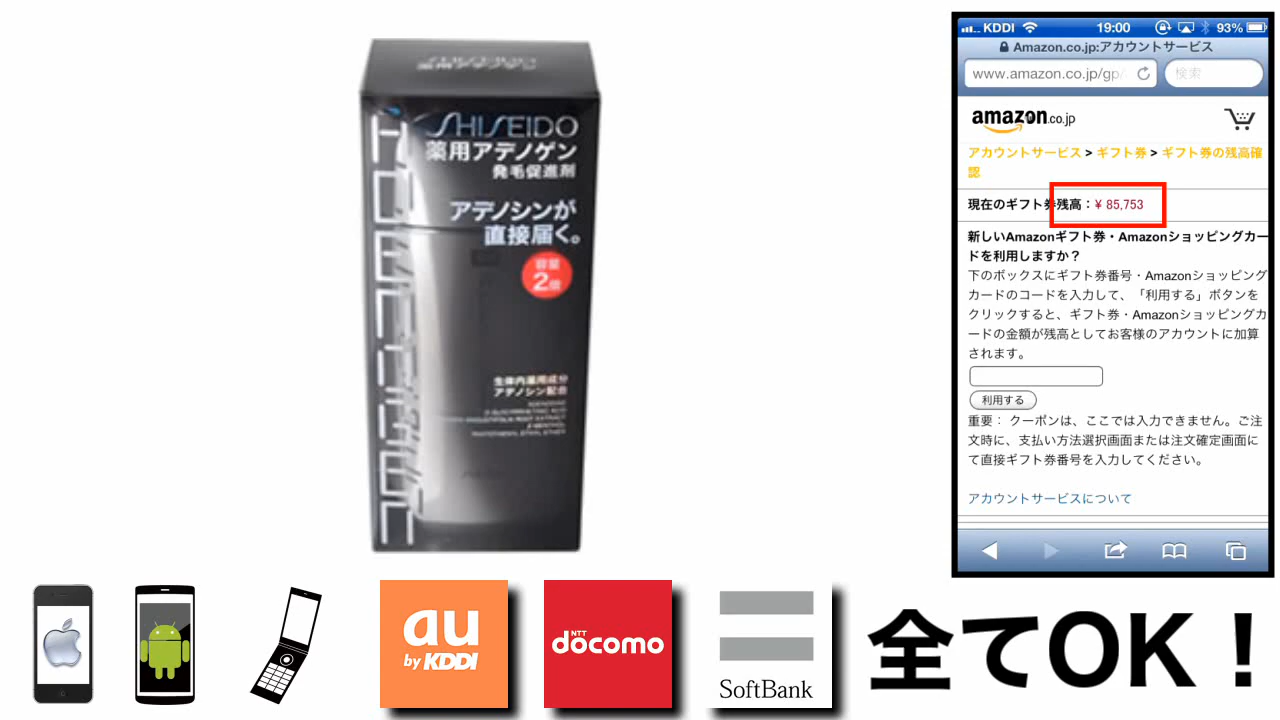 SHISEIDO
薬用アデノゲン
SHISEIDO
薬用アデノゲン
発毛促進剤
アデノシンが
直接届く。
容量
2倍
生体内薬用成分
アデノシン配合
ADENOGEN
KDDI 19:00 93%
Amazon.co.jp:アカウントサービス
www.amazon.co.jp/gp/ 検索
amazon.co.jp
アカウントサービス > ギフト券 > ギフト券の残高確
認
現在のギフト券残高：¥ 85,753
新しいAmazonギフト券・Amazonショッピングカー
ドを利用しますか？
下のボックスにギフト券番号・Amazonショッピング
カードのコードを入力して、「利用する」ボタンを
クリックすると、ギフト券・Amazonショッピングカ
ードの金額が残高としてお客様のアカウントに加算
されます。
利用する
重要： クーポンは、ここでは入力できません。ご注
文時に、支払い方法選択画面または注文確定画面に
て直接ギフト券番号を入力してください。
アカウントサービスについて
au
by KDDI
NTT
docomo
SoftBank
全てOK！